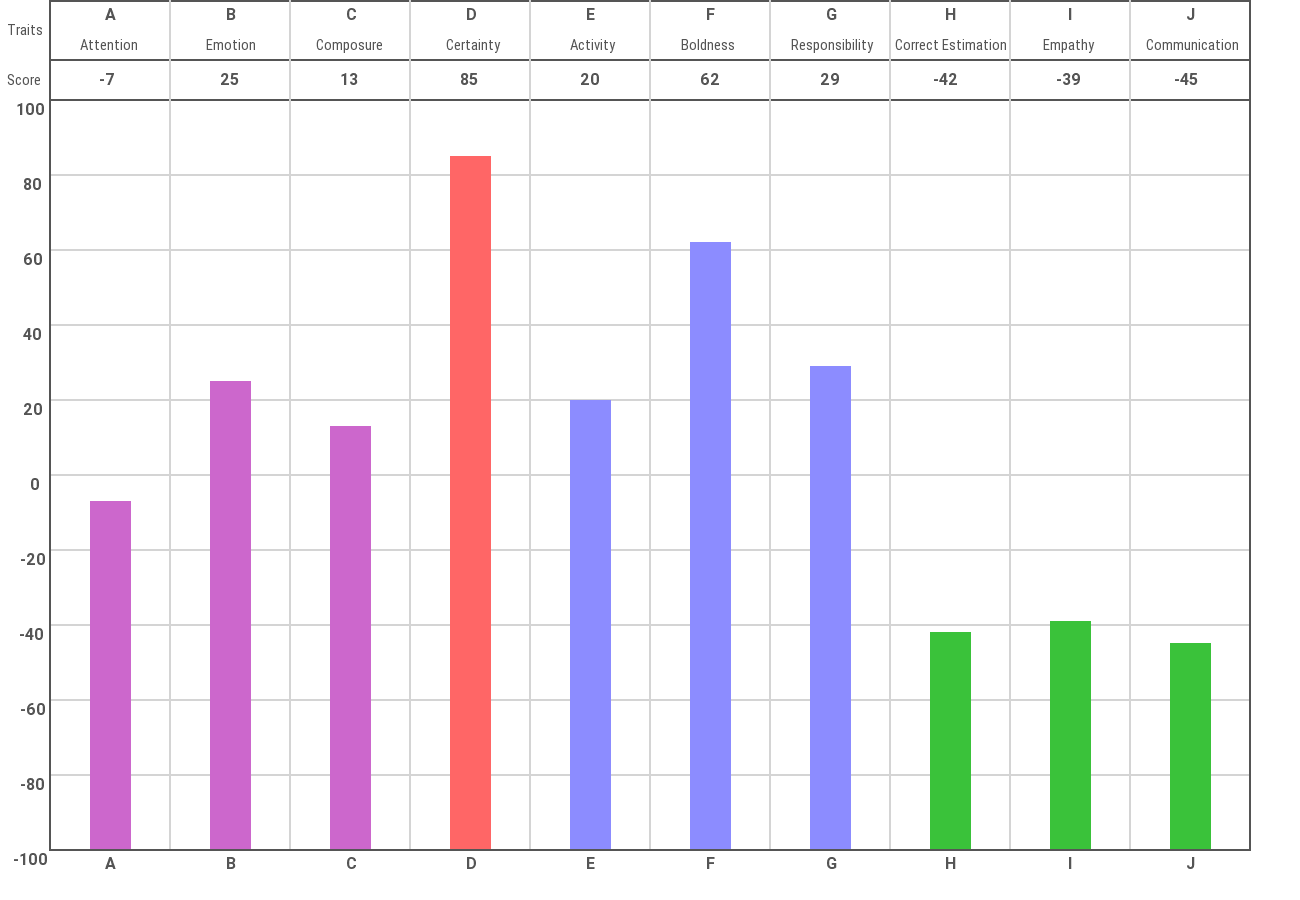 A B C D E F G H I J
Traits
Attention Emotion Composure Certainty Activity Boldness Responsibility Correct Estimation Empathy Communication
Score -7 25 13 85 20 62 29 -42 -39 -45
100
80
60
40
20
0
-20
-40
-60
-80
-100
A B C D E F G H I J